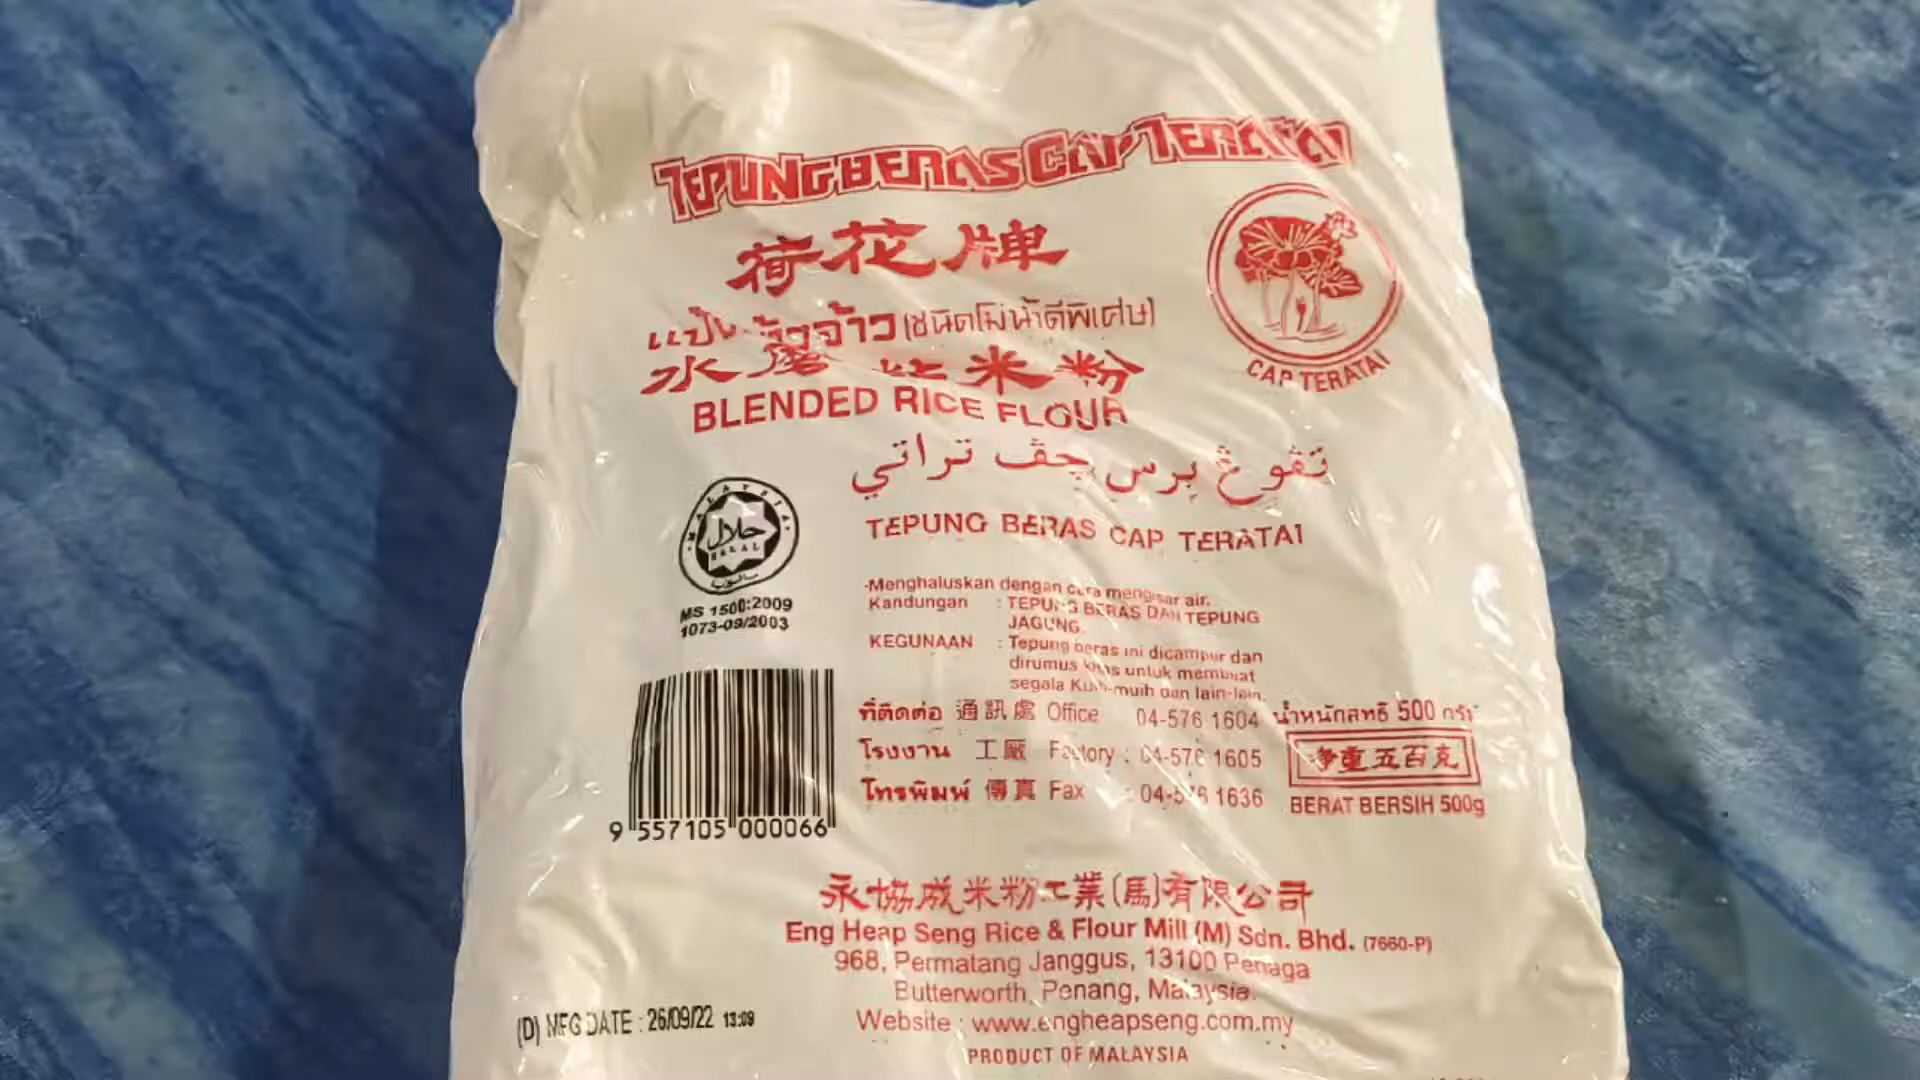 TEPUNG BERAS CAP TERATAI
荷花牌
แป้งข้าวจ้าว (ชนิดโม่น้ำดีพิเศษ)
水磨 米粉
BLENDED RICE FLOUR
تڤوڠ برس چڤ تراتي
TEPUNG BERAS CAP TERATAI
CAP TERATAI
MALAYSIA
حلال
HALAL
MS 1500:2009
1073-09/2003
-Menghaluskan dengan cara mengisar air.
Kandungan : TEPUNG BERAS DAN TEPUNG
JAGUNG.
KEGUNAAN : Tepung beras ini dicampur dan
dirumus khas untuk membuat
segala Kuih-muih dan lain-lain.
ที่ติดต่อ 通訊處 Office 04-576 1604
โรงงาน 工廠 Factory : 04-576 1605
โทรพิมพ์ 傳真 Fax : 04-576 1636
น้ำหนักสุทธิ 500 กรัม
淨重五百克
BERAT BERSIH 500g
9 557105 000066
永協成米粉工業(馬)有限公司
Eng Heap Seng Rice & Flour Mill (M) Sdn. Bhd. (7660-P)
968, Permatang Janggus, 13100 Penaga
Butterworth, Penang, Malaysia.
Website : www.engheapseng.com.my
PRODUCT OF MALAYSIA
(D) MFG DATE : 26/09/22 13:09